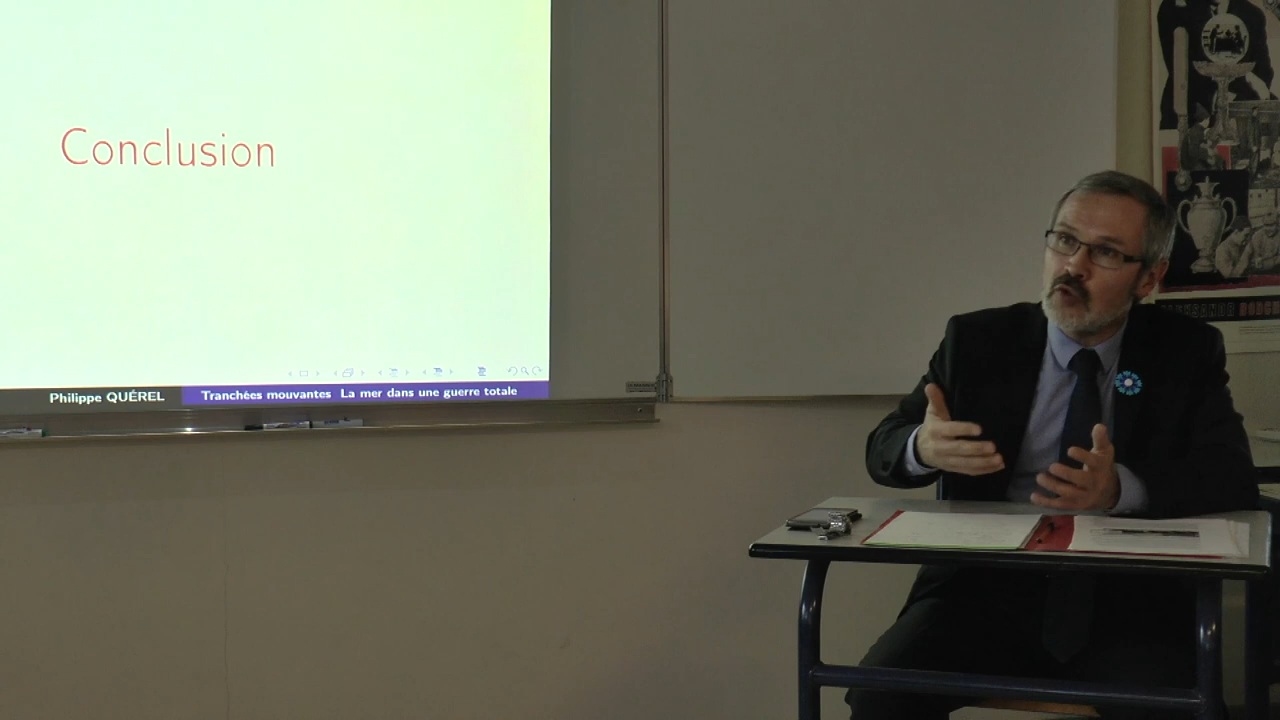 Conclusion
Philippe QUÉREL
Tranchées mouvantes La mer dans une guerre totale